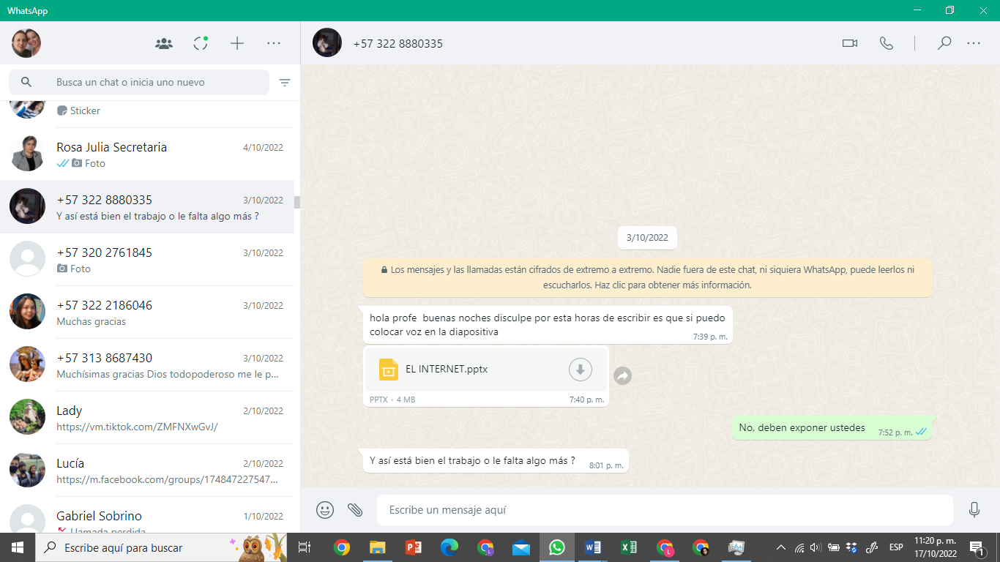 WhatsApp
Busca un chat o inicia uno nuevo
Sticker
Rosa Julia Secretaria
4/10/2022
Foto
+57 322 8880335
3/10/2022
Y así está bien el trabajo o le falta algo más ?
+57 320 2761845
3/10/2022
Foto
+57 322 2186046
3/10/2022
Muchas gracias
+57 313 8687430
3/10/2022
Muchísimas gracias Dios todopoderoso me le p...
Lady
2/10/2022
https://vm.tiktok.com/ZMFNXwGvJ/
Lucía
2/10/2022
https://m.facebook.com/groups/174847227547...
Gabriel Sobrino
1/10/2022
Llamada perdida
+57 322 8880335
3/10/2022
Los mensajes y las llamadas están cifrados de extremo a extremo. Nadie fuera de este chat, ni siquiera WhatsApp, puede leerlos ni
escucharlos. Haz clic para obtener más información.
hola profe  buenas noches disculpe por esta horas de escribir es que si puedo
colocar voz en la diapositiva
7:39 p. m.
EL INTERNET.pptx
PPTX • 4 MB
7:40 p. m.
No, deben exponer ustedes
7:52 p. m.
Y así está bien el trabajo o le falta algo más ?
8:01 p. m.
Escribe un mensaje aquí
Escribe aquí para buscar
ESP
11:20 p. m.
17/10/2022
1